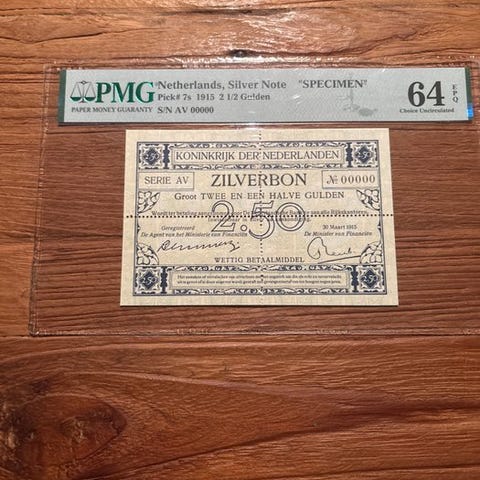 PMG
PAPER MONEY GUARANTY
Netherlands, Silver Note "SPECIMEN"
Pick# 7s 1915 2 1/2 Gulden
S/N AV 00000
64 EPQ
Choice Uncirculated
KONINKRIJK DER NEDERLANDEN
SERIE AV
ZILVERBON
№ 00000
Groot TWEE EN EEN HALVE GULDEN
2.50
Geregistreerd
De Agent van het Ministerie van Financiën
30 Maart 1915
De Minister van Financiën
WETTIG BETAALMIDDEL